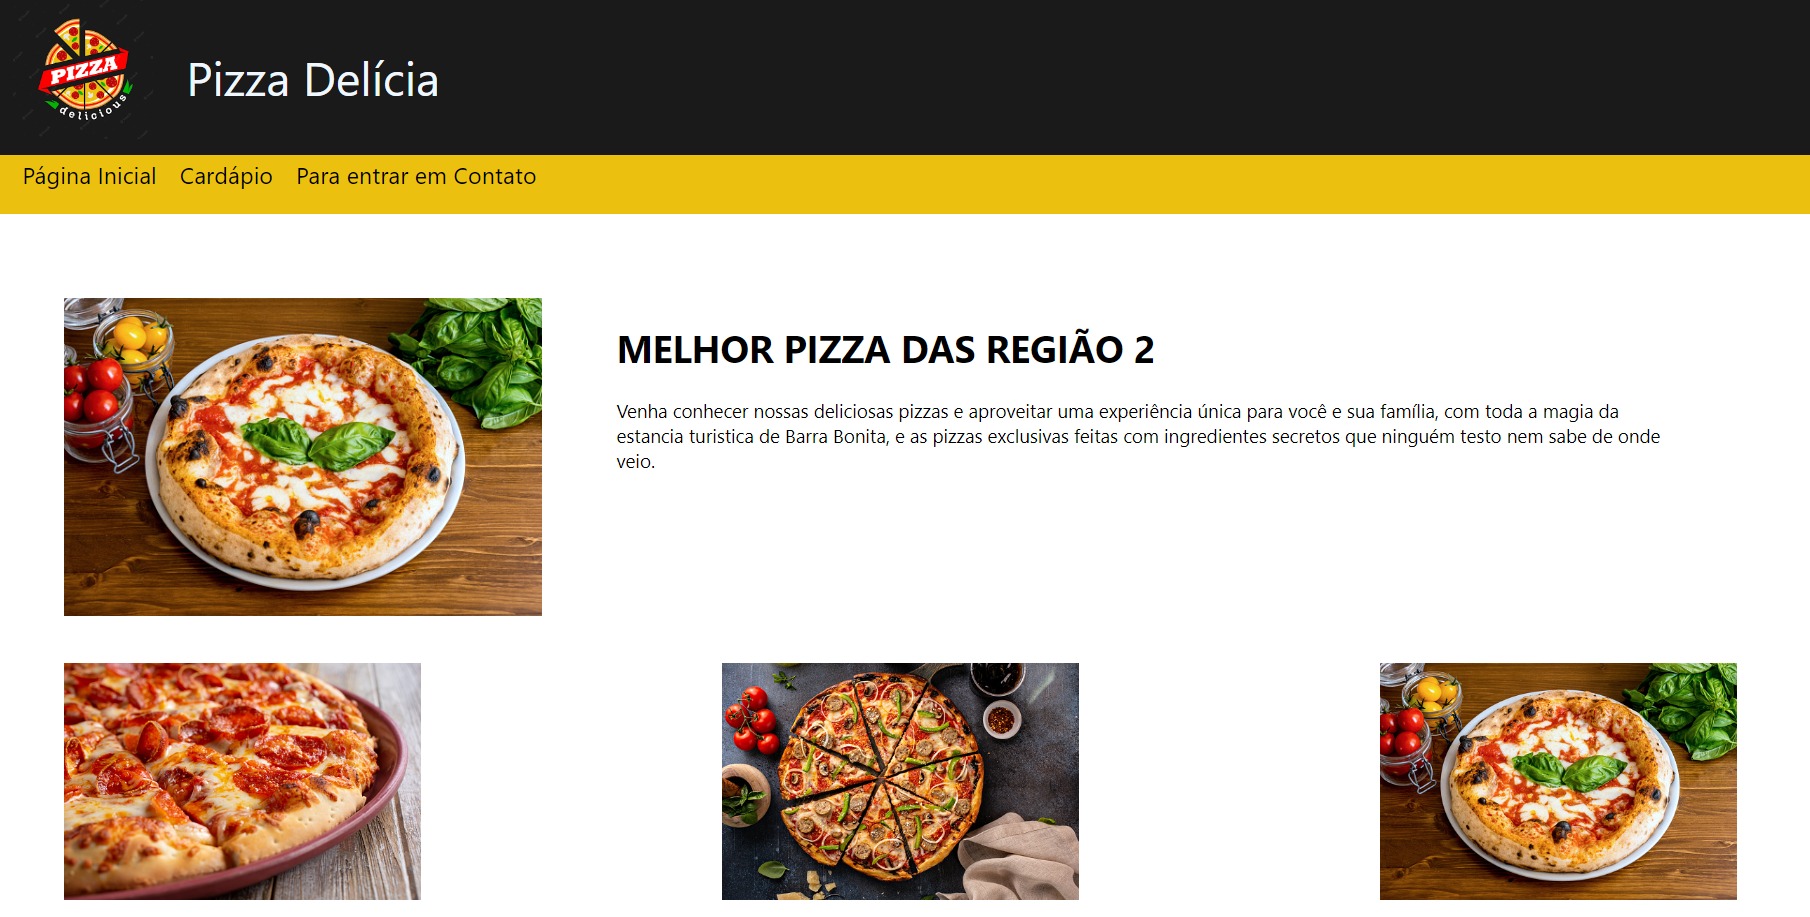 PIZZA
delicious
Pizza Delícia
Página Inicial Cardápio Para entrar em Contato
MELHOR PIZZA DAS REGIÃO 2
Venha conhecer nossas deliciosas pizzas e aproveitar uma experiência única para você e sua família, com toda a magia da
estancia turistica de Barra Bonita, e as pizzas exclusivas feitas com ingredientes secretos que ninguém testo nem sabe de onde
veio.